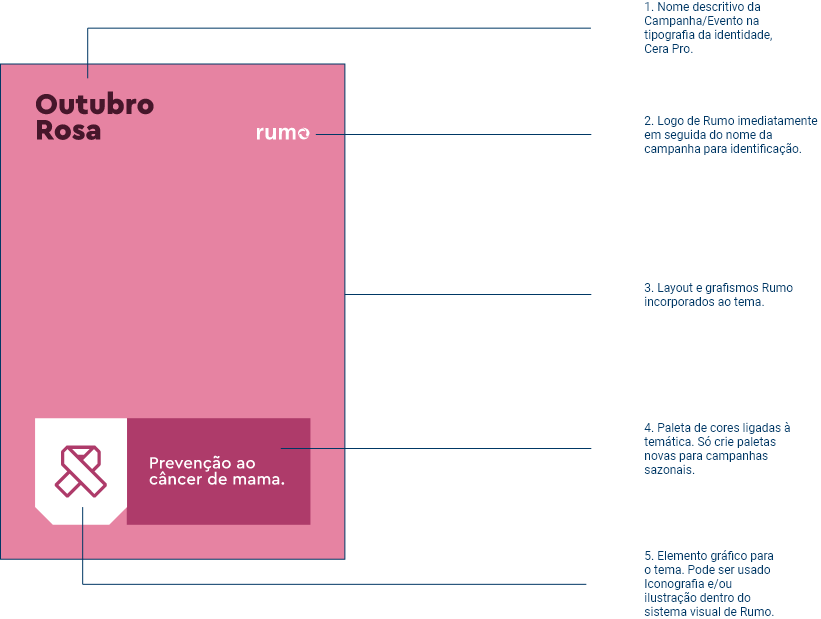 1. Nome descritivo da
Campanha/Evento na
tipografia da identidade,
Cera Pro.
Outubro
Rosa
rumo
2. Logo de Rumo imediatamente
em seguida do nome da
campanha para identificação.
3. Layout e grafismos Rumo
incorporados ao tema.
4. Paleta de cores ligadas à
temática. Só crie paletas
novas para campanhas
sazonais.
Prevenção ao
câncer de mama.
5. Elemento gráfico para
o tema. Pode ser usado
Iconografia e/ou
ilustração dentro do
sistema visual de Rumo.